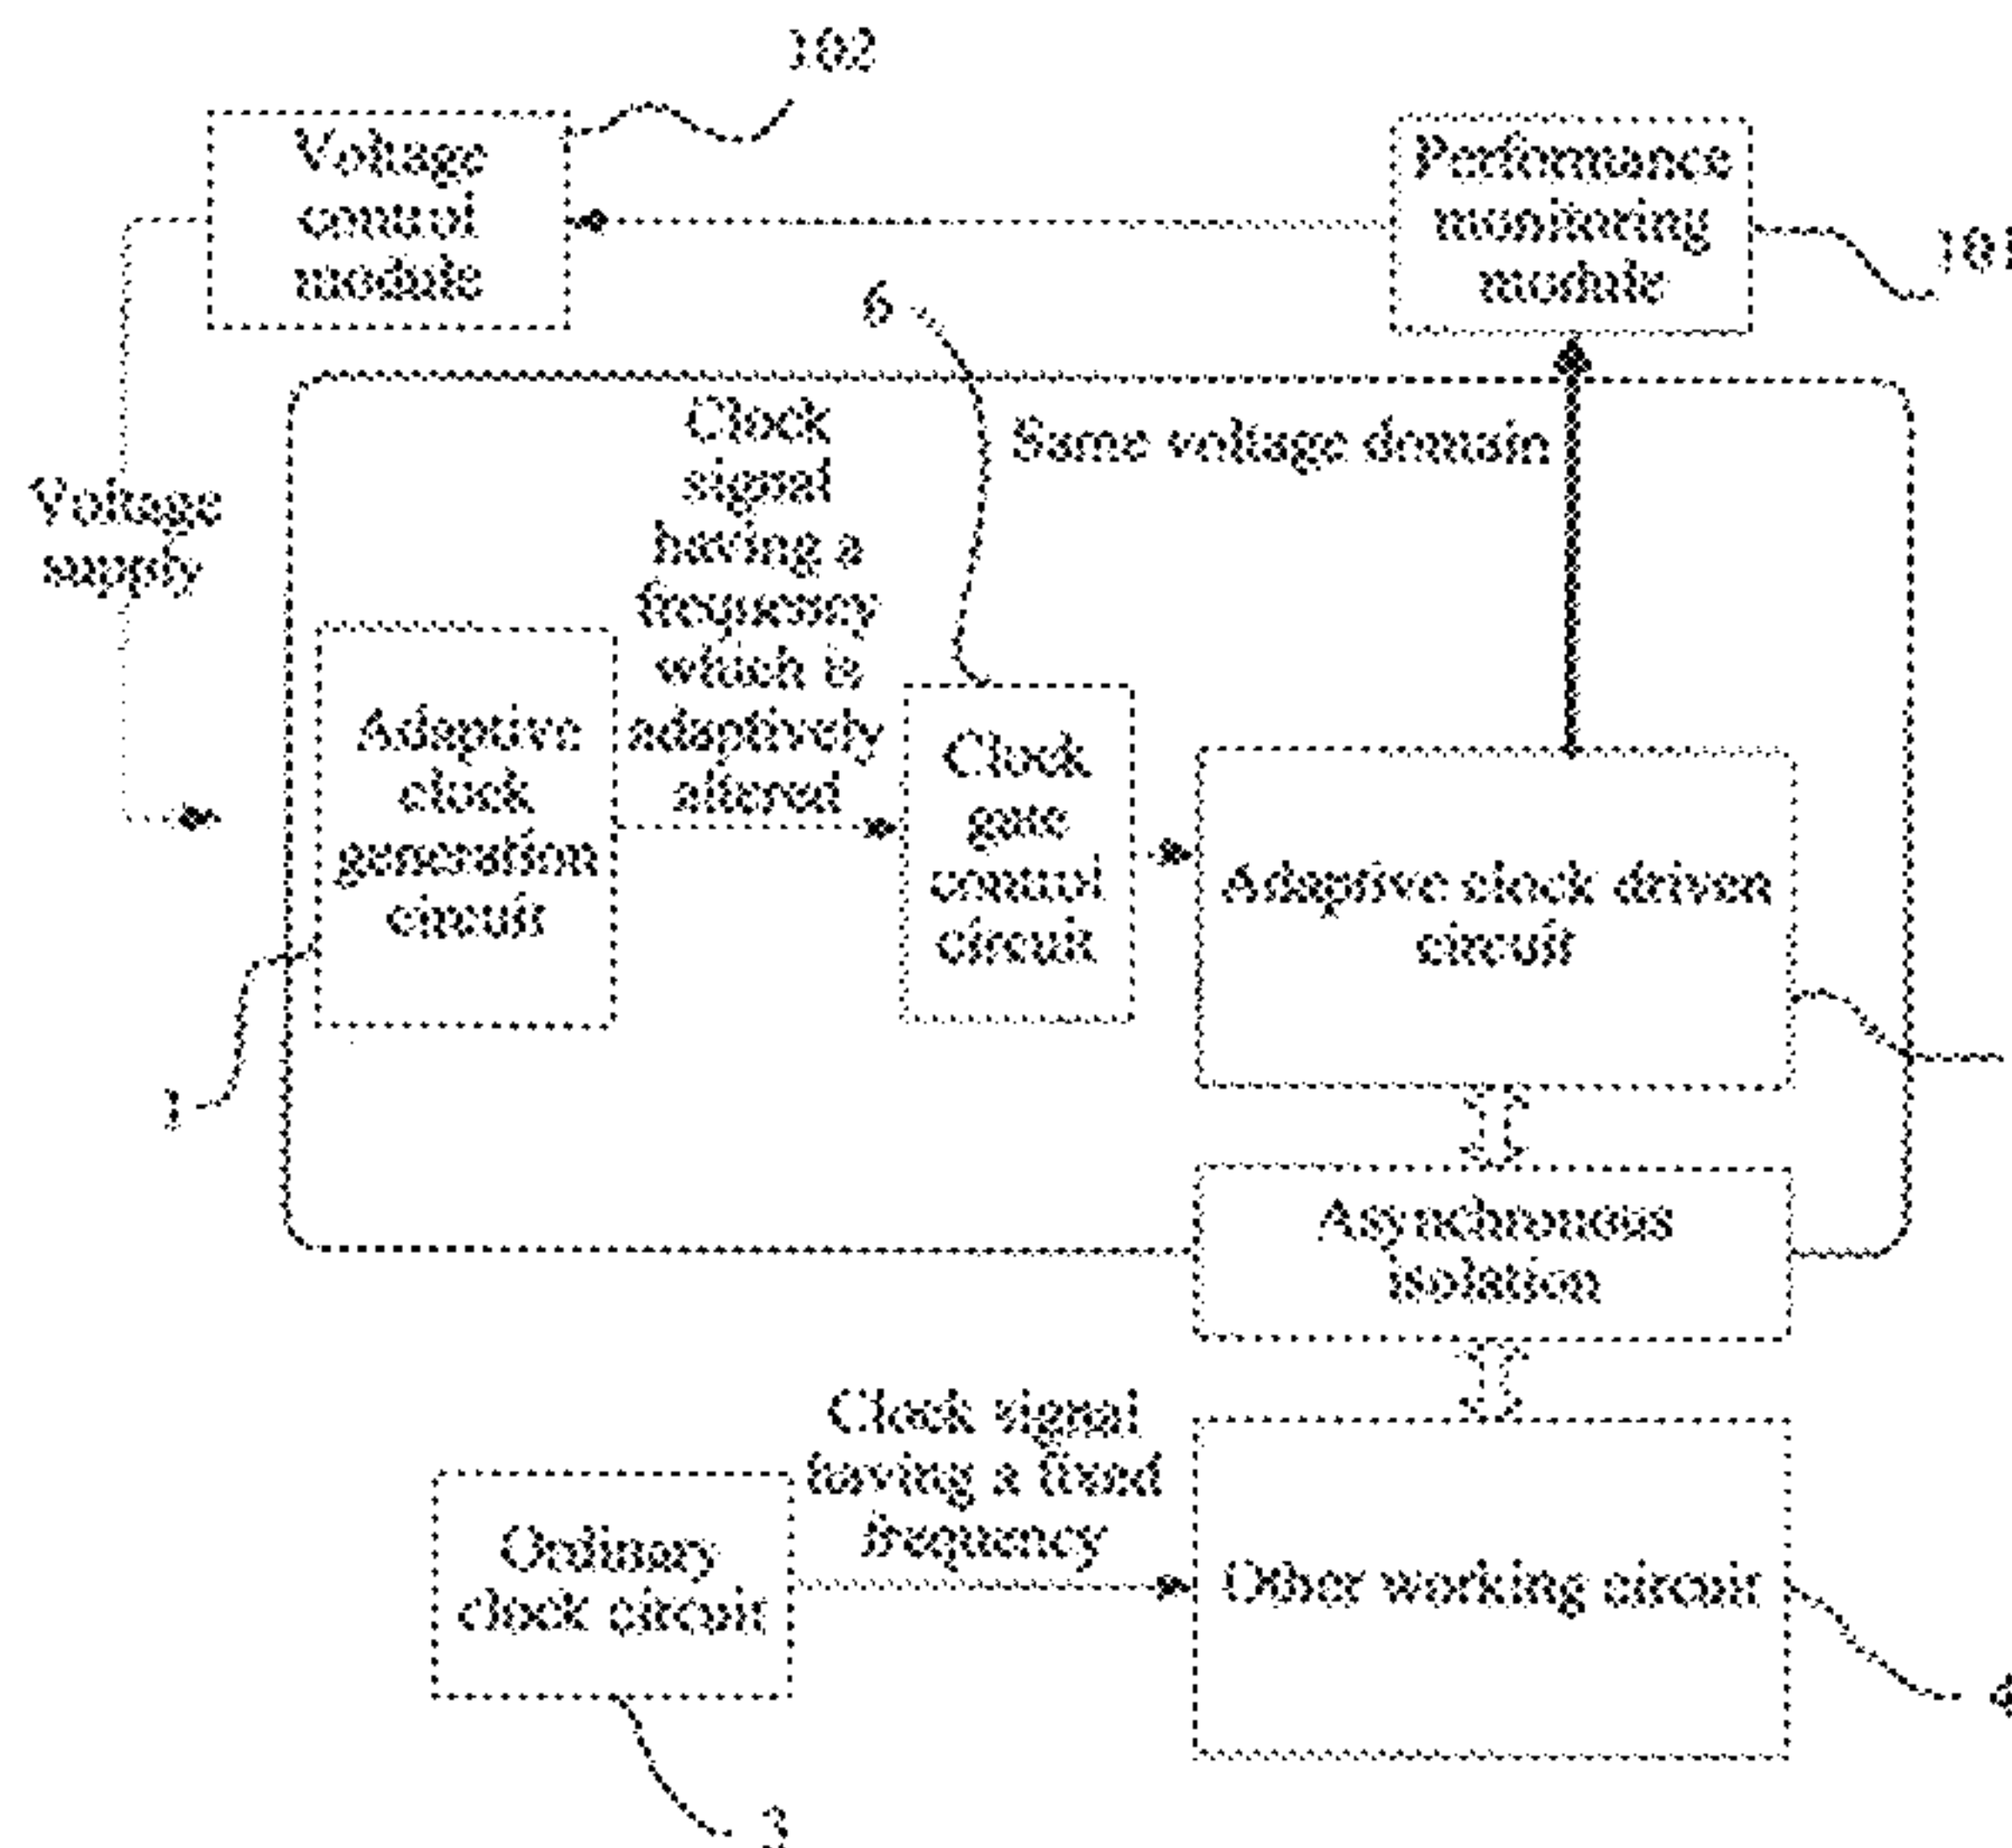 102
Voltage
control
module
Performance
monitoring
module
6
Clock
signal
having a
frequency
which is
adaptively
altered
Same voltage domain
Voltage
supply
Adaptive
clock
generation
circuit
Clock
gate
control
circuit
Adaptive clock driven
circuit
1
Asynchronous
isolation
Clock signal
having a fixed
frequency
Ordinary
clock circuit
Other working circuit
3